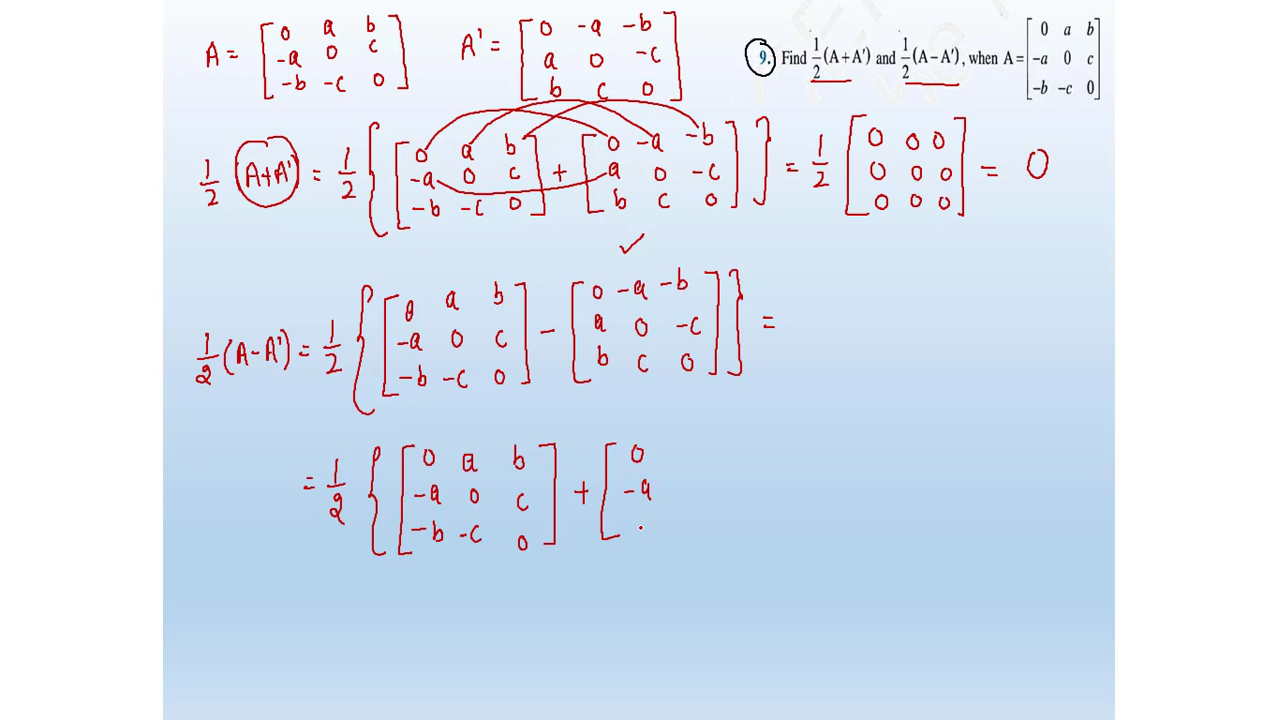 A = [ 0 a b ; -a 0 c ; -b -c 0 ]
A' = [ 0 -a -b ; a 0 -c ; b c 0 ]
9. Find 1/2 (A+A') and 1/2 (A−A'), when A = [ 0 a b ; −a 0 c ; −b −c 0 ]
1/2 (A+A') = 1/2 { [ 0 a b ; -a 0 c ; -b -c 0 ] + [ 0 -a -b ; a 0 -c ; b c 0 ] } = 1/2 [ 0 0 0 ; 0 0 0 ; 0 0 0 ] = 0
1/2 (A-A') = 1/2 { [ 0 a b ; -a 0 c ; -b -c 0 ] - [ 0 -a -b ; a 0 -c ; b c 0 ] } =
= 1/2 { [ 0 a b ; -a 0 c ; -b -c 0 ] + [ 0 ; -a